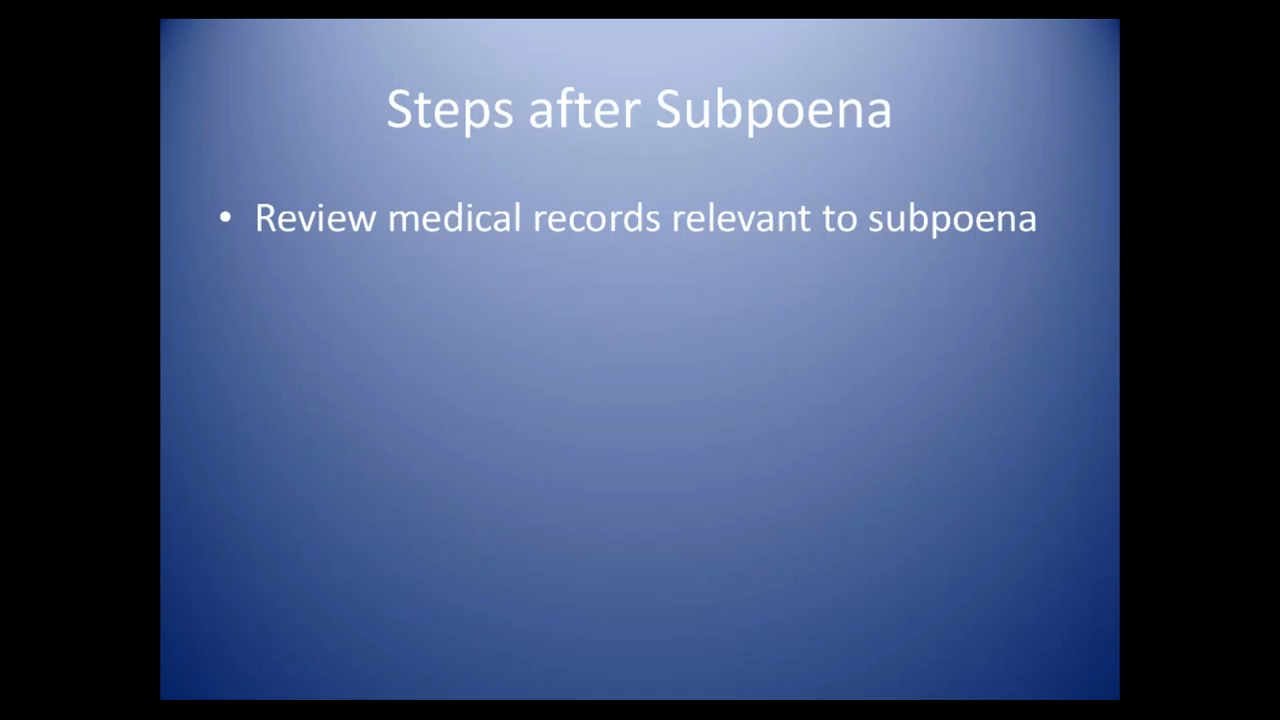 Steps after Subpoena
• Review medical records relevant to subpoena